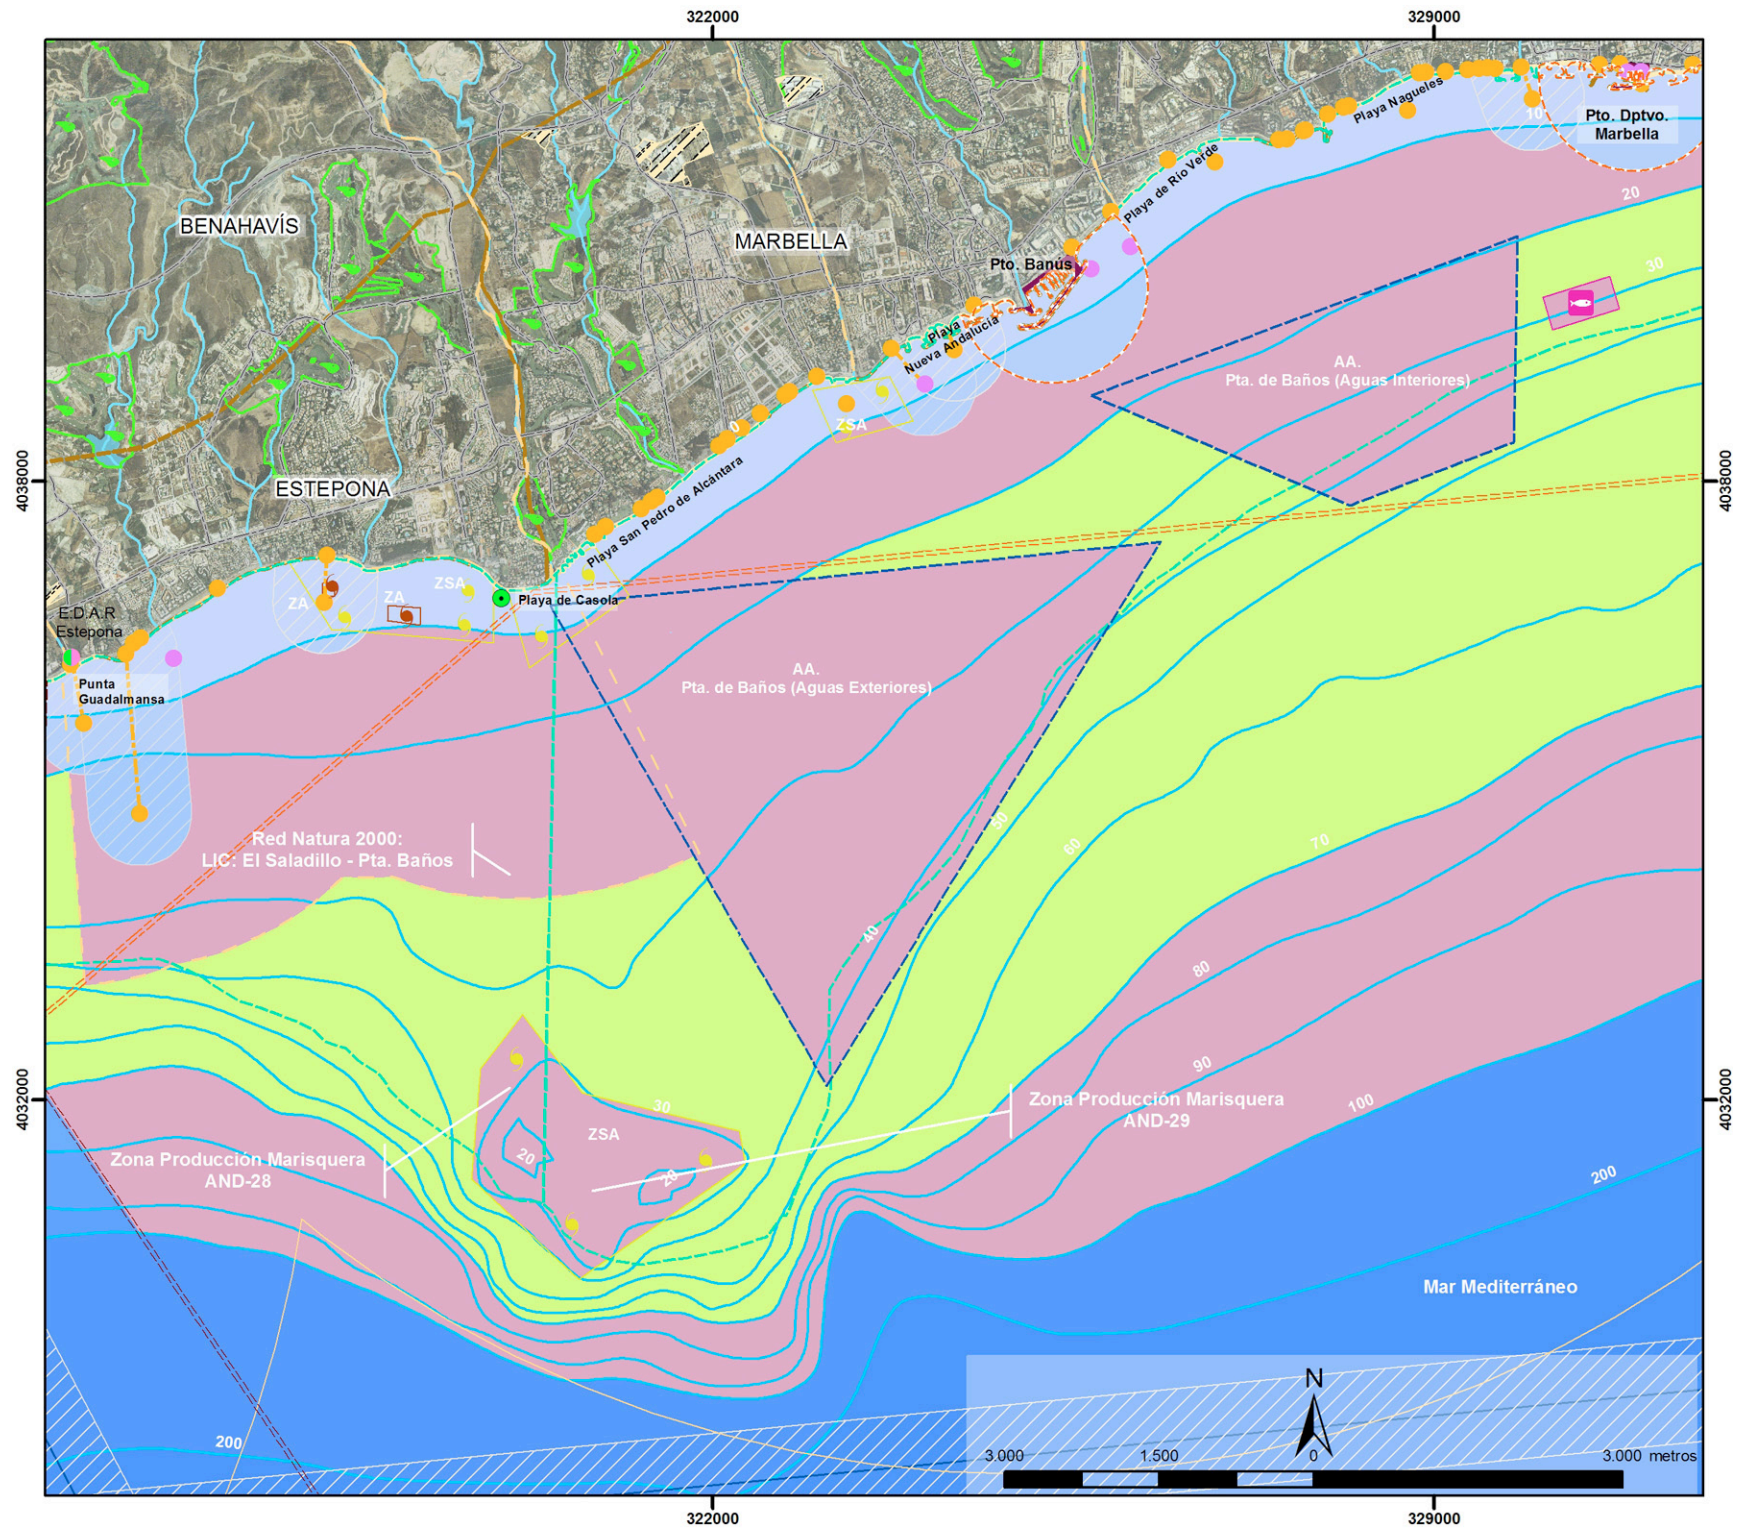 322000
329000
10
Pto. Dptvo.
Marbella
Playa Nagueles
Playa de Río Verde
20
BENAHAVÍS
MARBELLA
Pto. Banús
30
Playa
Nueva Andalucía
AA.
Pta. de Baños (Aguas Interiores)
ZSA
0
4038000
4038000
ESTEPONA
Playa San Pedro de Alcántara
ZSA
ZA
ZA
Playa de Casola
E.D.A.R
Estepona
Punta
Guadalmansa
AA.
Pta. de Baños (Aguas Exteriores)
Red Natura 2000:
LIC: El Saladillo - Pta. Baños
50
60
70
40
80
90
100
30
Zona Producción Marisquera
AND-29
4032000
4032000
ZSA
20
20
Zona Producción Marisquera
AND-28
200
Mar Mediterráneo
200
N
3.000 1.500 0 3.000 metros
322000
329000